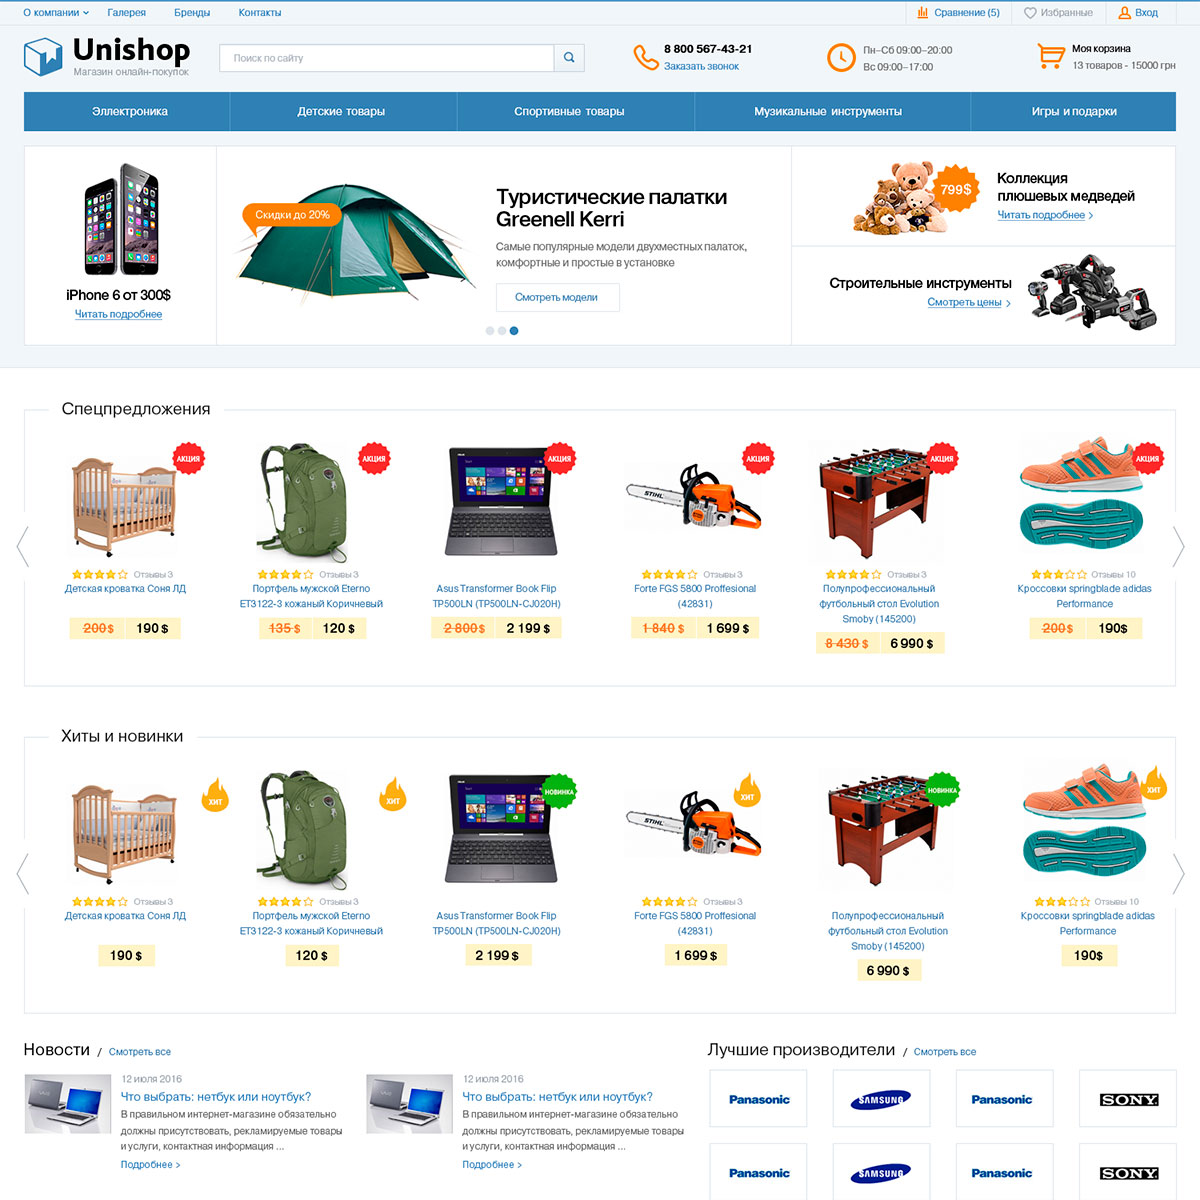 О компании
Галерея
Бренды
Контакты
Сравнение (5)
Избранные
Вход
Unishop
Магазин онлайн-покупок
Поиск по сайту
8 800 567-43-21
Заказать звонок
Пн-Сб 09:00-20:00
Вс 09:00-17:00
Моя корзина
13 товаров - 15000 грн
Эллектроника
Детские товары
Спортивные товары
Музикальные инструменты
Игры и подарки
iPhone 6 от 300$
Читать подробнее
Скидки до 20%
Туристические палатки
Greenell Kerri
Самые популярные модели двухместных палаток,
комфортные и простые в установке
Смотреть модели
799$
Коллекция
плюшевых медведей
Читать подробнее >
Строительные инструменты
Смотреть цены >
Спецпредложения
АКЦИЯ
АКЦИЯ
АКЦИЯ
АКЦИЯ
АКЦИЯ
АКЦИЯ
STIHL
Отзывы 3
Детская кроватка Соня ЛД
200$ 190 $
Отзывы 3
Портфель мужской Eterno
ET3122-3 кожаный Коричневый
135 $ 120 $
Asus Transformer Book Flip
TP500LN (TP500LN-CJ020H)
2 800$ 2 199 $
Отзывы 3
Forte FGS 5800 Proffesional
(42831)
1 840 $ 1 699 $
Отзывы 3
Полупрофессиональный
футбольный стол Evolution
Smoby (145200)
8 430 $ 6 990 $
Отзывы 10
Кроссовки springblade adidas
Performance
200$ 190$
Хиты и новинки
ХИТ
ХИТ
НОВИНКА
ХИТ
НОВИНКА
ХИТ
STIHL
Отзывы 3
Детская кроватка Соня ЛД
190 $
Отзывы 3
Портфель мужской Eterno
ET3122-3 кожаный Коричневый
120 $
Asus Transformer Book Flip
TP500LN (TP500LN-CJ020H)
2 199 $
Отзывы 3
Forte FGS 5800 Proffesional
(42831)
1 699 $
Полупрофессиональный
футбольный стол Evolution
Smoby (145200)
6 990 $
Отзывы 10
Кроссовки springblade adidas
Performance
190$
Новости / Смотреть все
12 июля 2016
Что выбрать: нетбук или ноутбук?
В правильном интернет-магазине обязательно
должны присутствовать, рекламируемые товары
и услуги, контактная информация ...
Подробнее >
12 июля 2016
Что выбрать: нетбук или ноутбук?
В правильном интернет-магазине обязательно
должны присутствовать, рекламируемые товары
и услуги, контактная информация ...
Подробнее >
Лучшие производители / Смотреть все
Panasonic
SAMSUNG
Panasonic
SONY
Panasonic
SAMSUNG
Panasonic
SONY